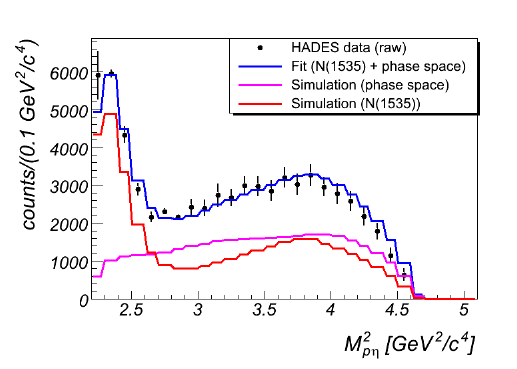 counts/(0.1 GeV²/c⁴)
HADES data (raw)
Fit (N(1535) + phase space)
Simulation (phase space)
Simulation (N(1535))
6000
5000
4000
3000
2000
1000
0
2.5 3 3.5 4 4.5 5
M²pη [GeV²/c⁴]